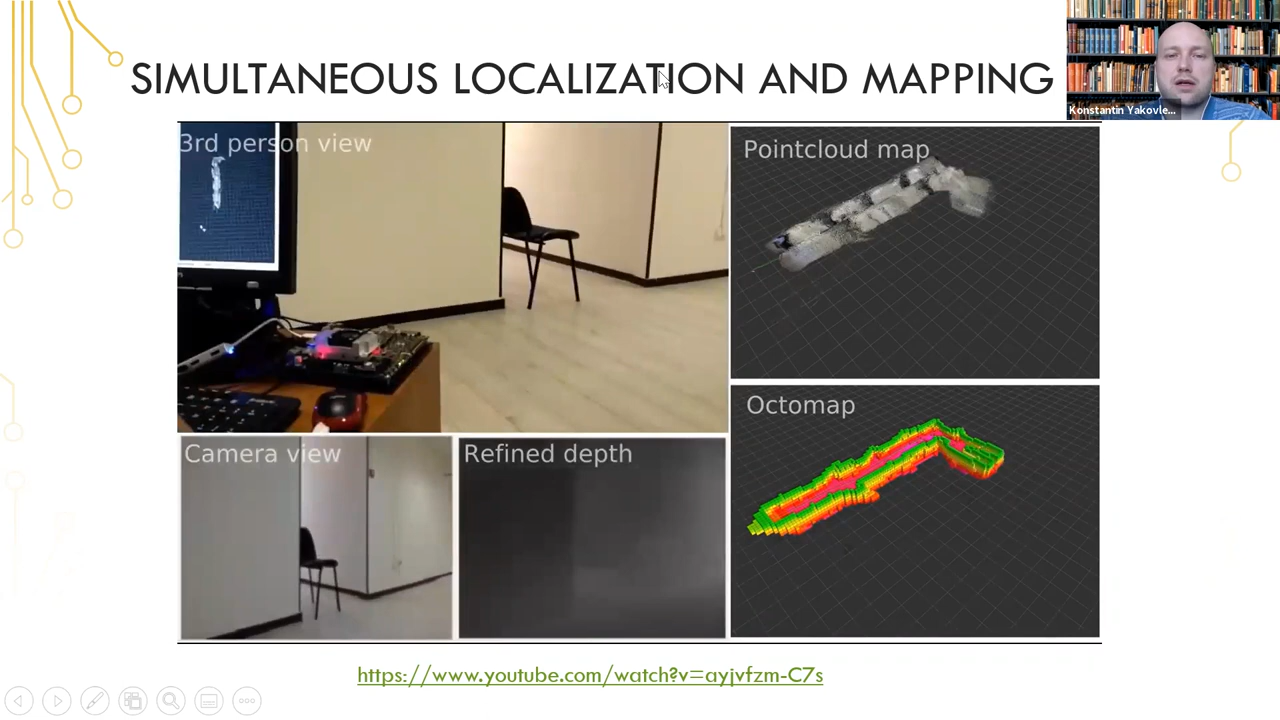 SIMULTANEOUS LOCALIZATION AND MAPPING
Konstantin Yakovle...
3rd person view
Pointcloud map
Octomap
Camera view
Refined depth
https://www.youtube.com/watch?v=ayjvfzm-C7s